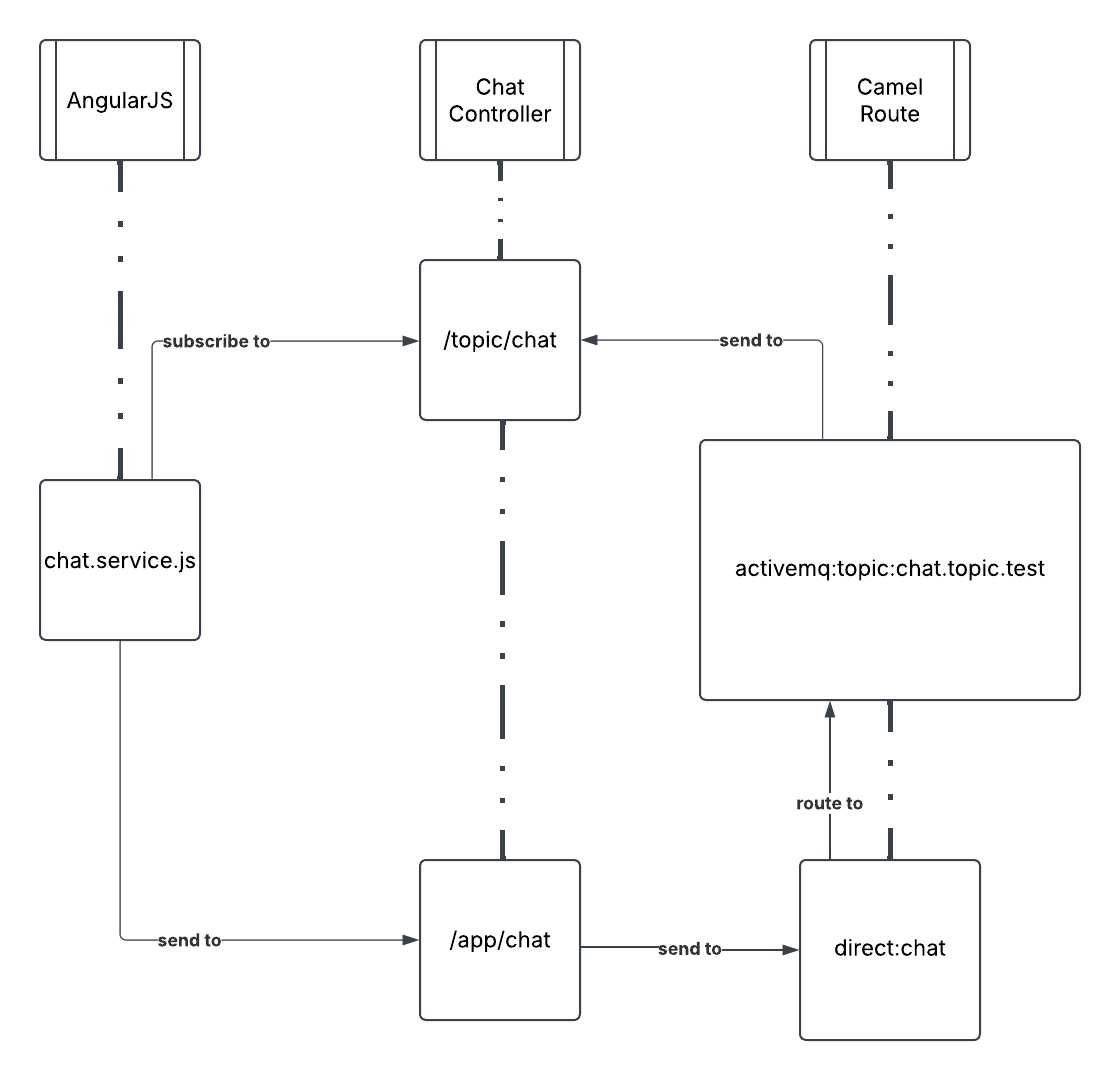 AngularJS
Chat
Controller
Camel
Route
subscribe to
/topic/chat
send to
chat.service.js
activemq:topic:chat.topic.test
route to
send to
/app/chat
send to
direct:chat